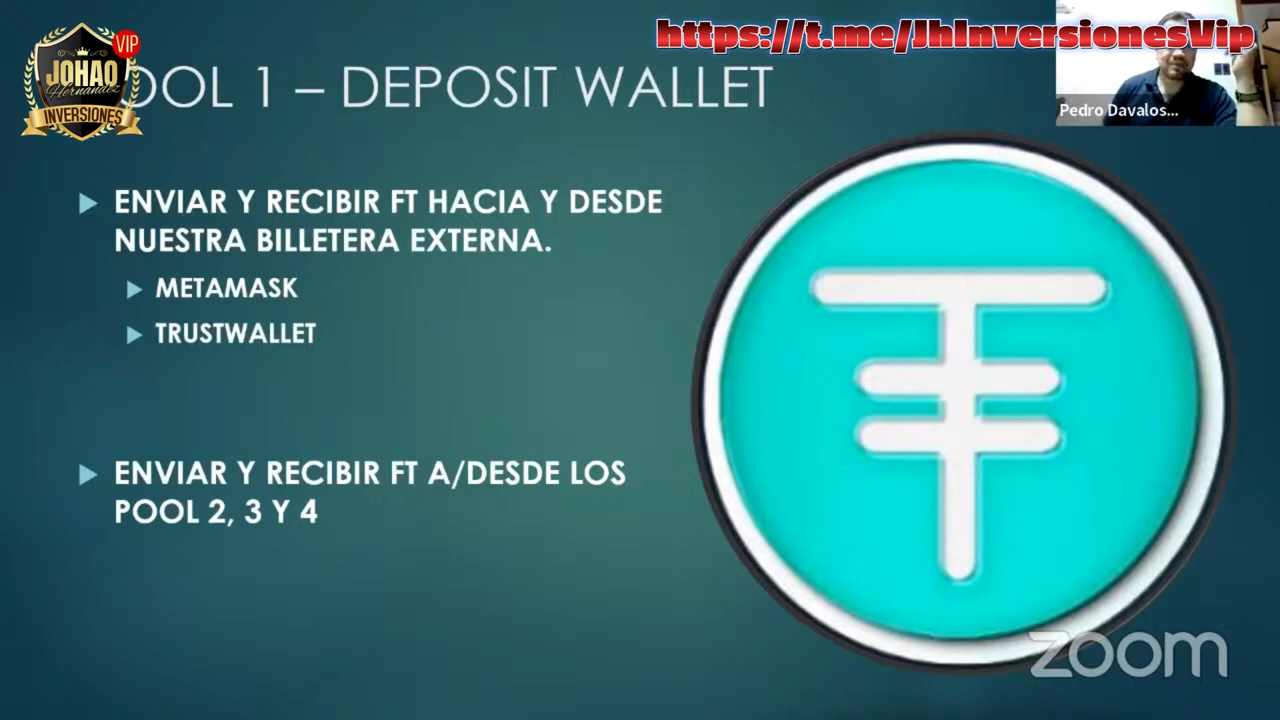 VIP
JOHAO
Hernandez
INVERSIONES
https://t.me/JhInversionesVip
OOL 1 – DEPOSIT WALLET
Pedro Davalos...
ENVIAR Y RECIBIR FT HACIA Y DESDE
NUESTRA BILLETERA EXTERNA.
METAMASK
TRUSTWALLET
ENVIAR Y RECIBIR FT A/DESDE LOS
POOL 2, 3 Y 4
zoom